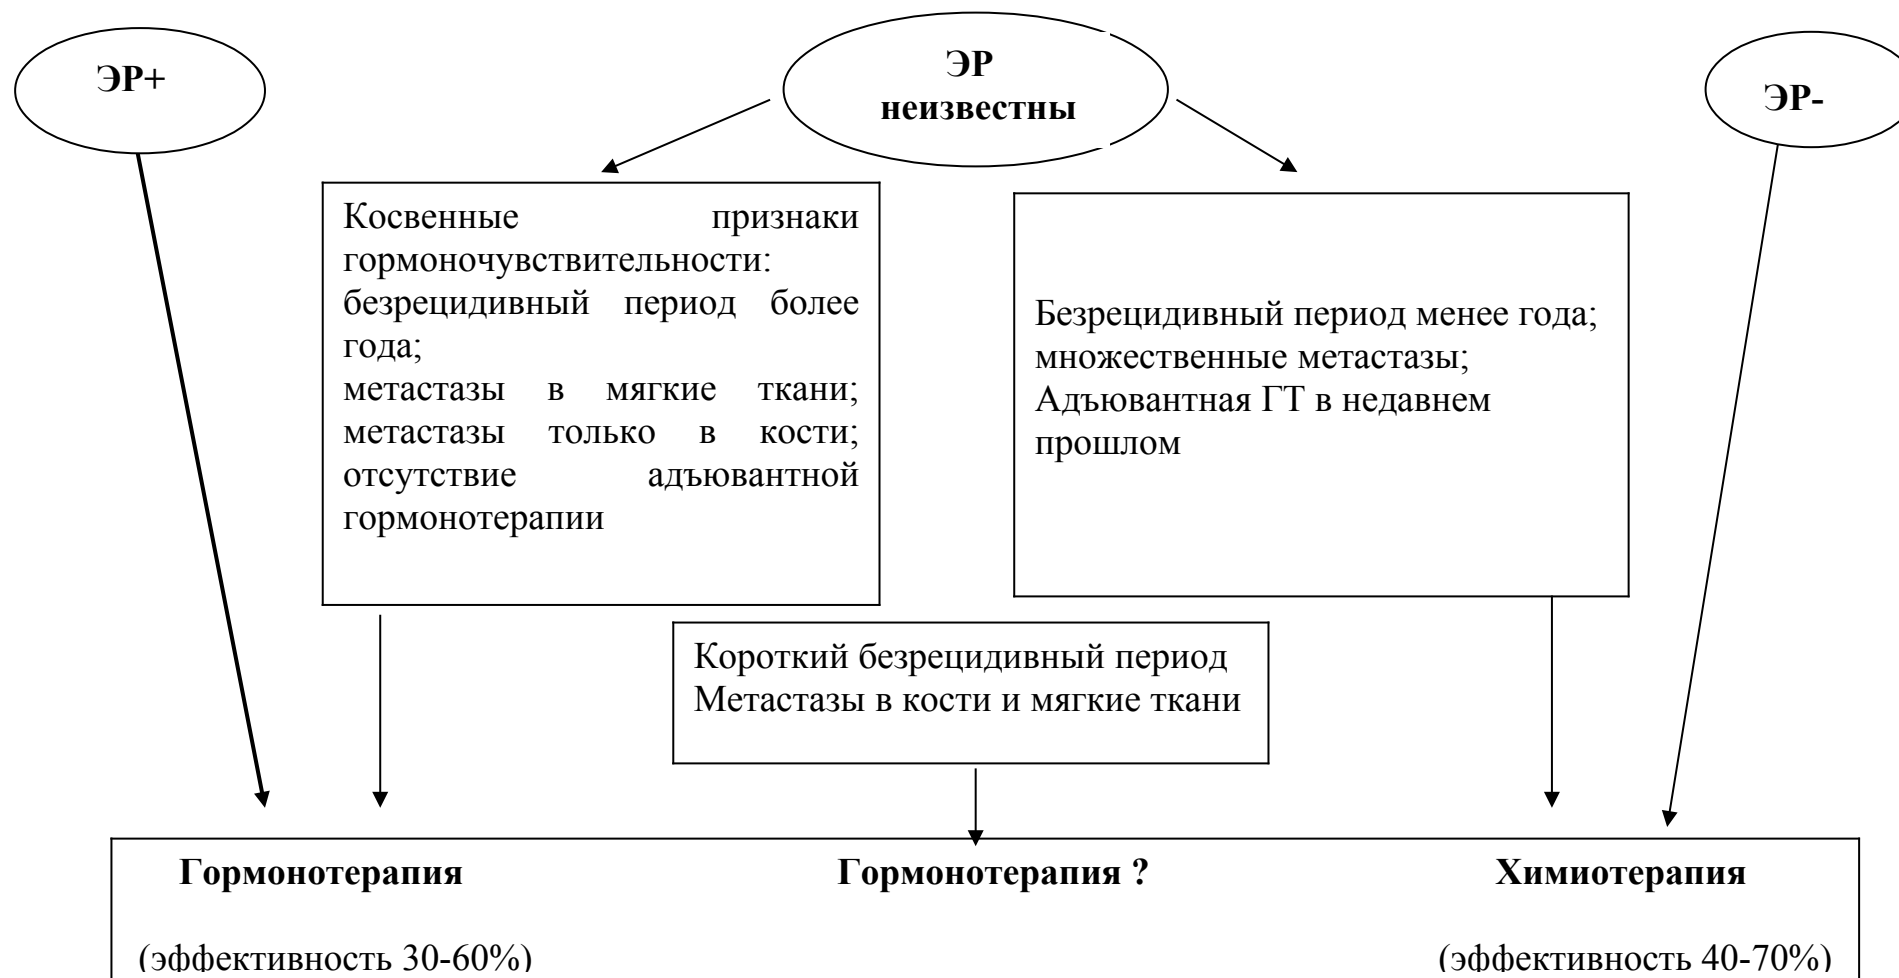 ЭР+
ЭР
неизвестны
ЭР-
Косвенные признаки
гормоночувствительности:
безрецидивный период более
года;
метастазы в мягкие ткани;
метастазы только в кости;
отсутствие адъювантной
гормонотерапии
Безрецидивный период менее года;
множественные метастазы;
Адъювантная ГТ в недавнем
прошлом
Короткий безрецидивный период
Метастазы в кости и мягкие ткани
Гормонотерапия
Гормонотерапия ?
Химиотерапия
(эффективность 30-60%)
(эффективность 40-70%)